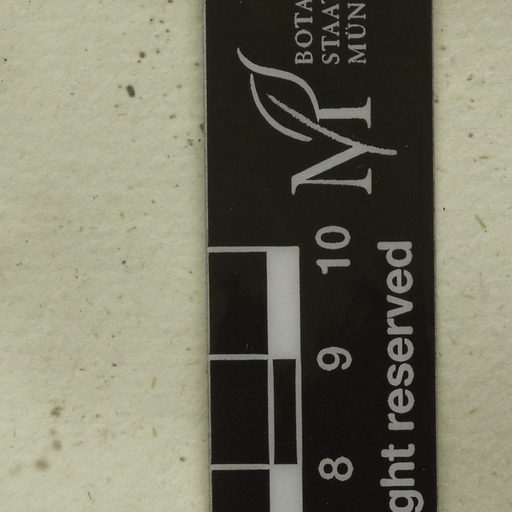 BOTA
STAA
MÜN
M
10
9
8
ght reserved